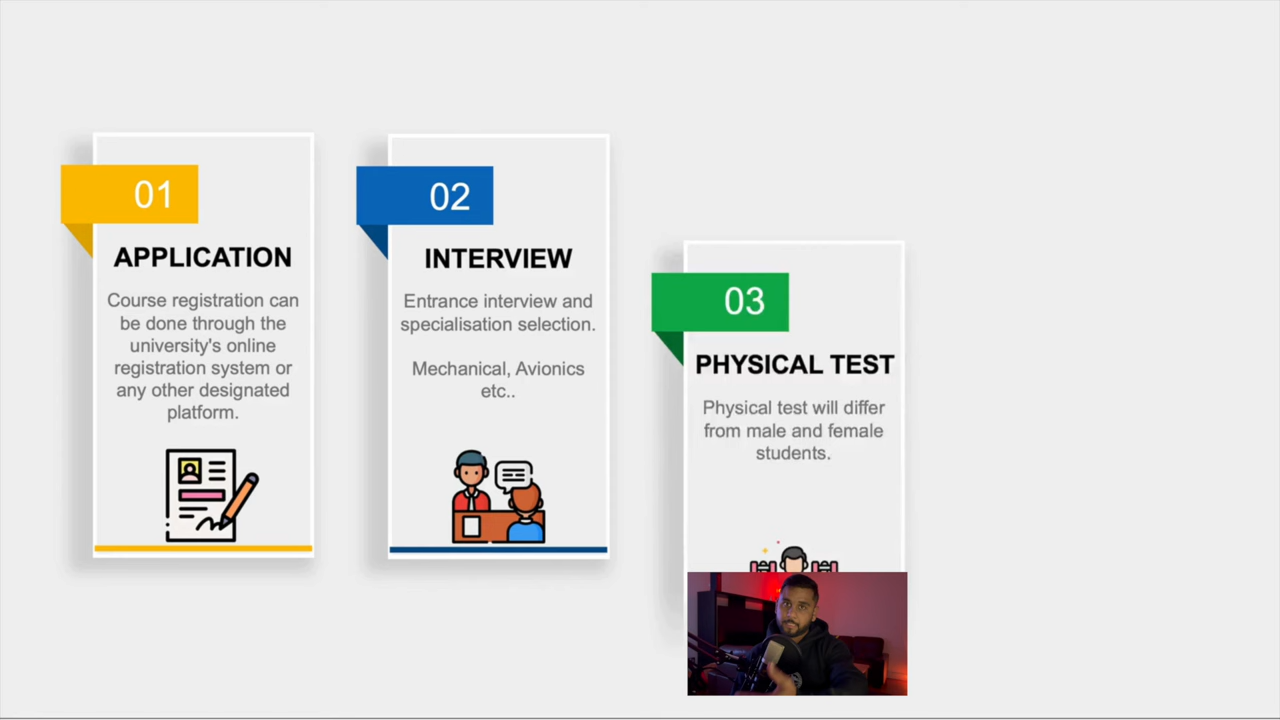 01
APPLICATION
Course registration can
be done through the
university's online
registration system or
any other designated
platform.
02
INTERVIEW
Entrance interview and
specialisation selection.
Mechanical, Avionics
etc..
03
PHYSICAL TEST
Physical test will differ
from male and female
students.